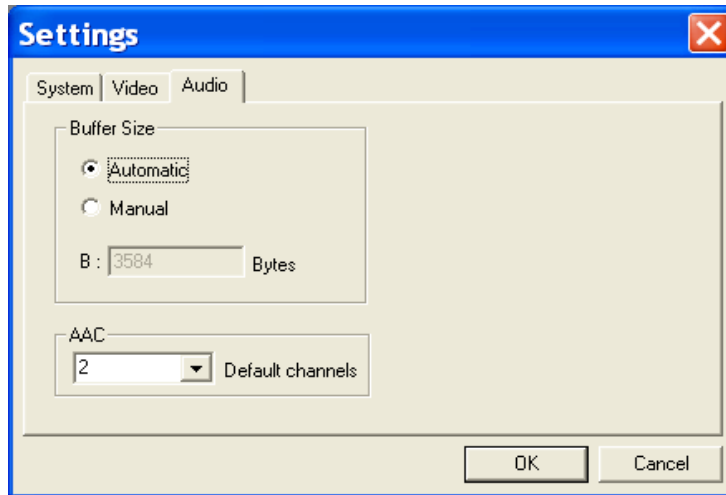 Settings
System Video Audio
Buffer Size
Automatic
Manual
B : 3584 Bytes
AAC
2 Default channels
OK Cancel